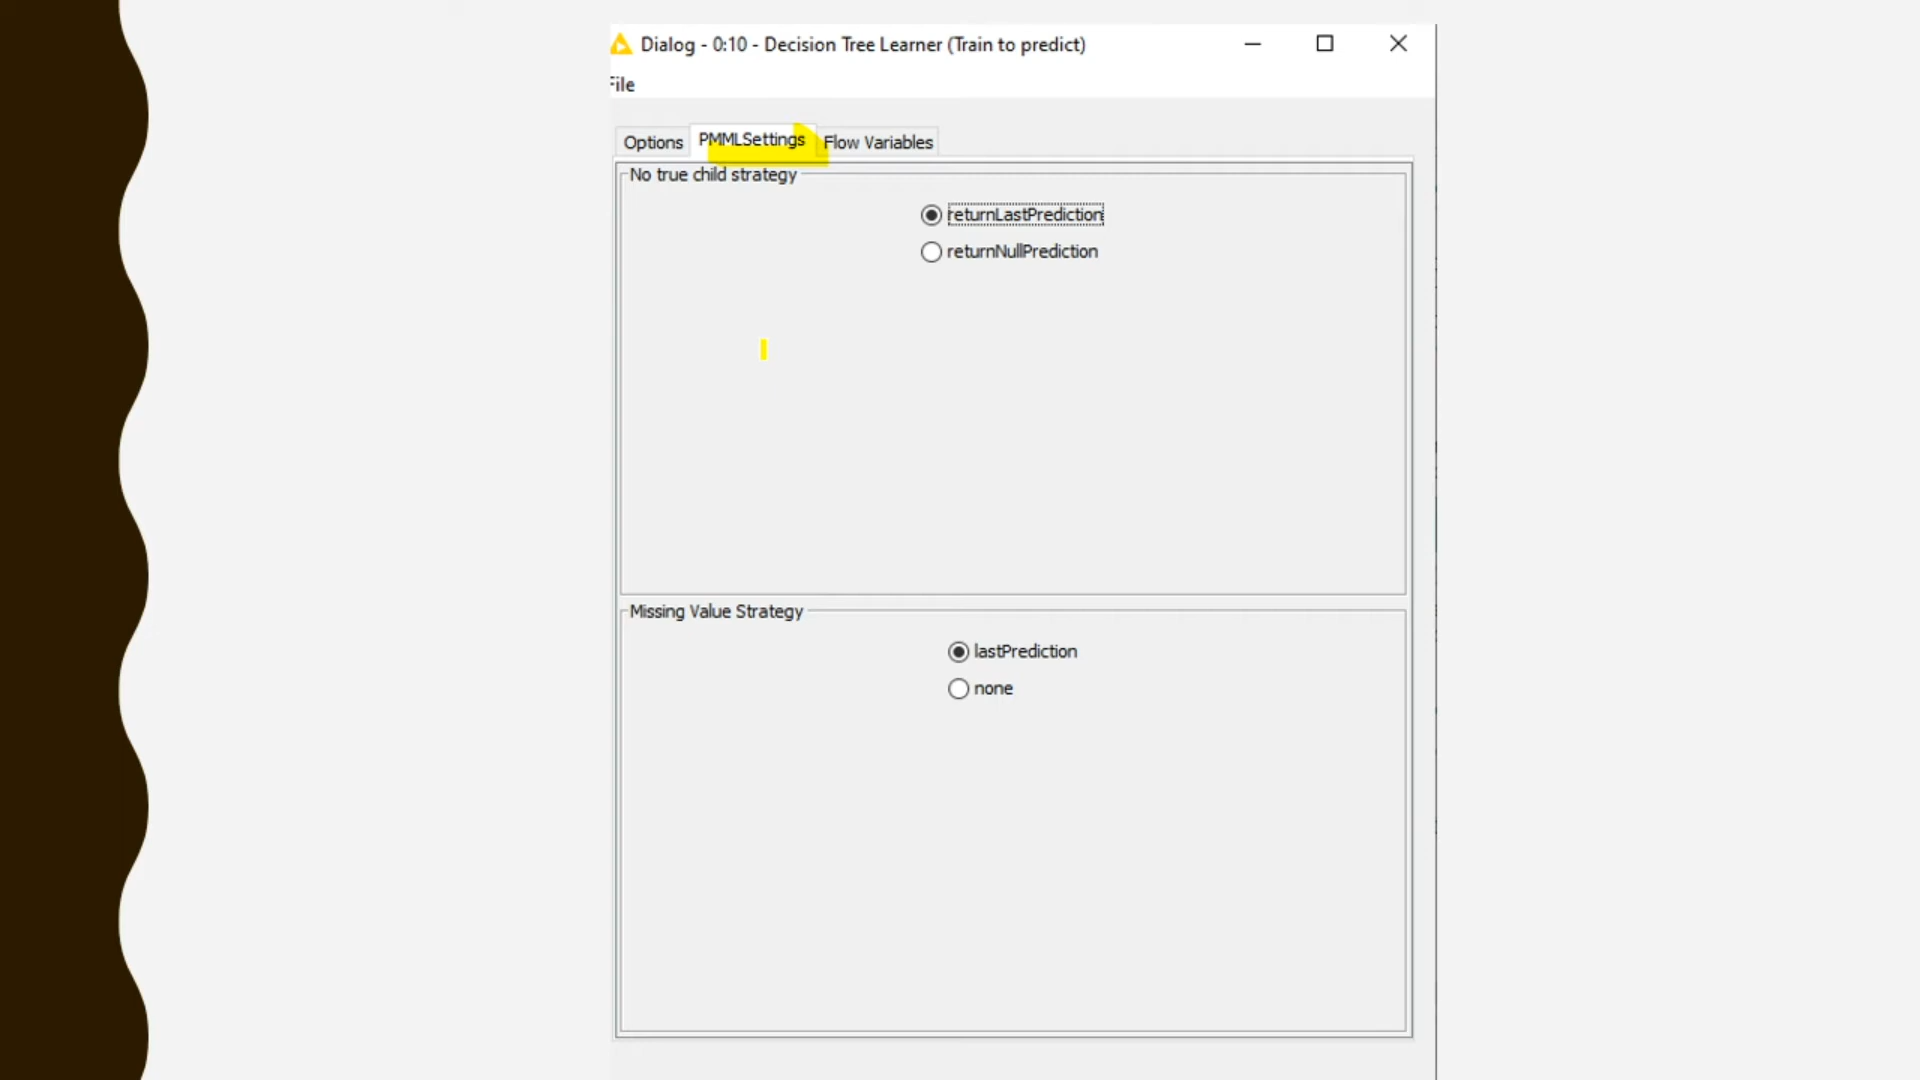 Dialog - 0:10 - Decision Tree Learner (Train to predict)
File
Options PMMLSettings Flow Variables
No true child strategy
returnLastPrediction
returnNullPrediction
Missing Value Strategy
lastPrediction
none